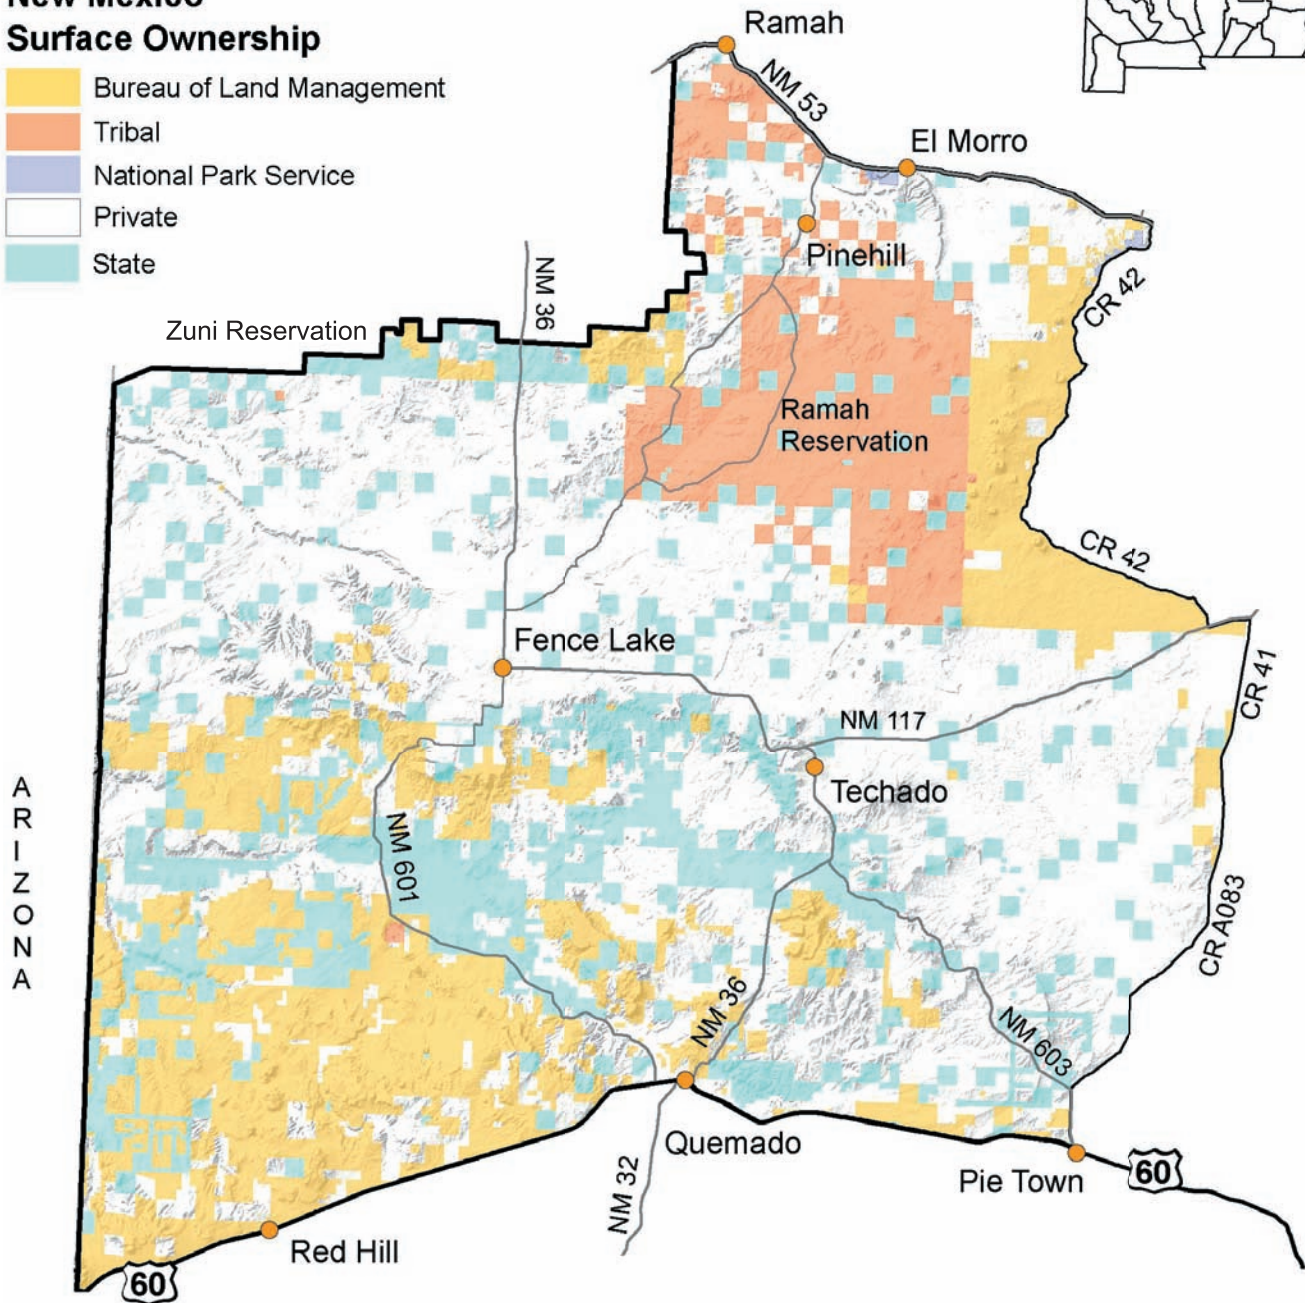 New Mexico
Surface Ownership
Bureau of Land Management
Tribal
National Park Service
Private
State
Ramah
NM 53
El Morro
Pinehill
CR 42
NM 36
Zuni Reservation
Ramah
Reservation
CR 42
Fence Lake
CR 41
NM 117
Techado
ARIZONA
NM 601
CR A083
NM 36
NM 603
Quemado
Pie Town
60
NM 32
Red Hill
60